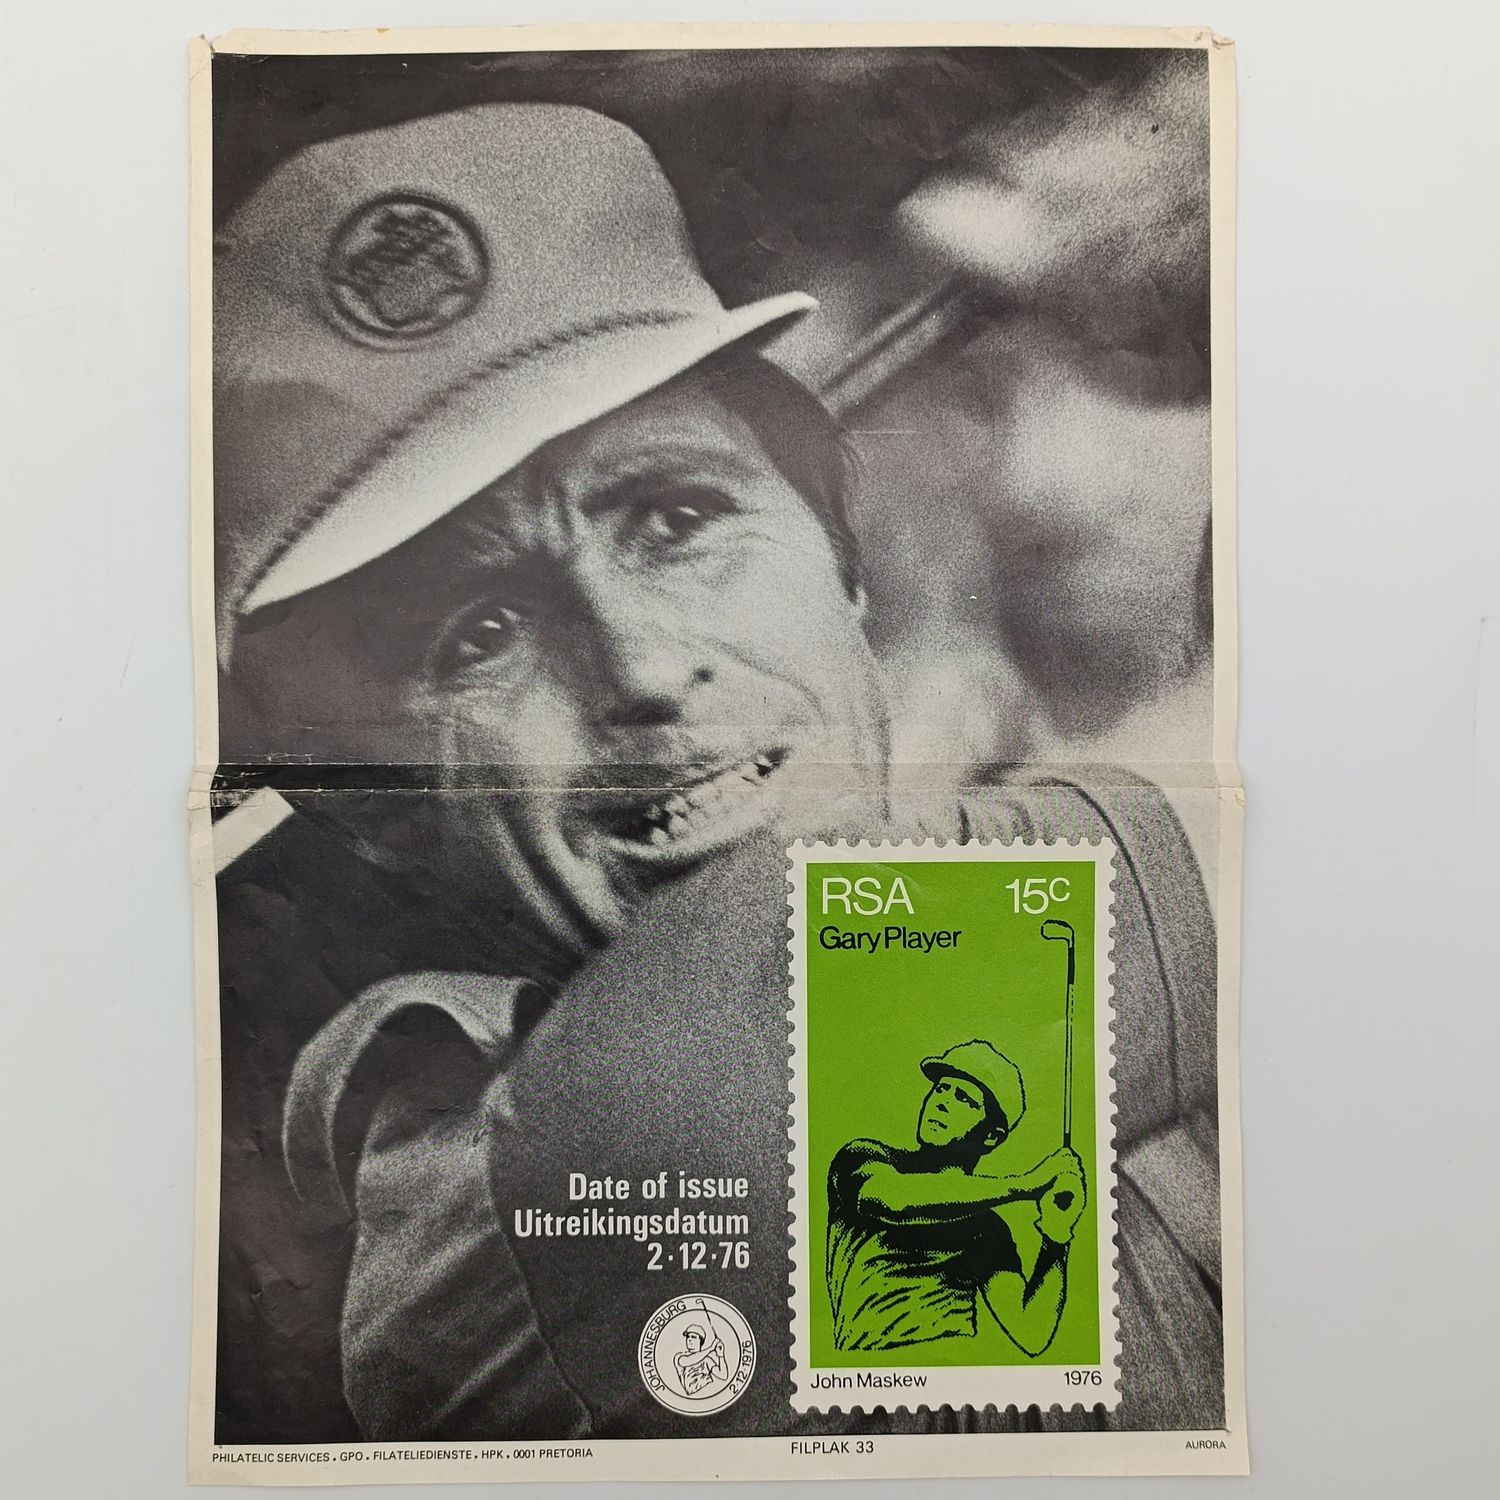 RSA 15c
Gary Player
Date of issue
Uitreikingsdatum
2·12·76
JOHANNESBURG
2·12·1976
John Maskew 1976
PHILATELIC SERVICES. GPO. FILATELIEDIENSTE. HPK. 0001 PRETORIA
FILPLAK 33
AURORA